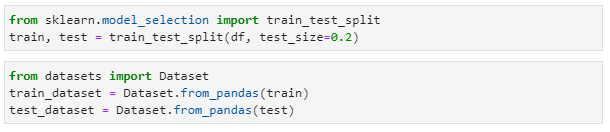 from sklearn.model_selection import train_test_split
train, test = train_test_split(df, test_size=0.2)
from datasets import Dataset
train_dataset = Dataset.from_pandas(train)
test_dataset = Dataset.from_pandas(test)